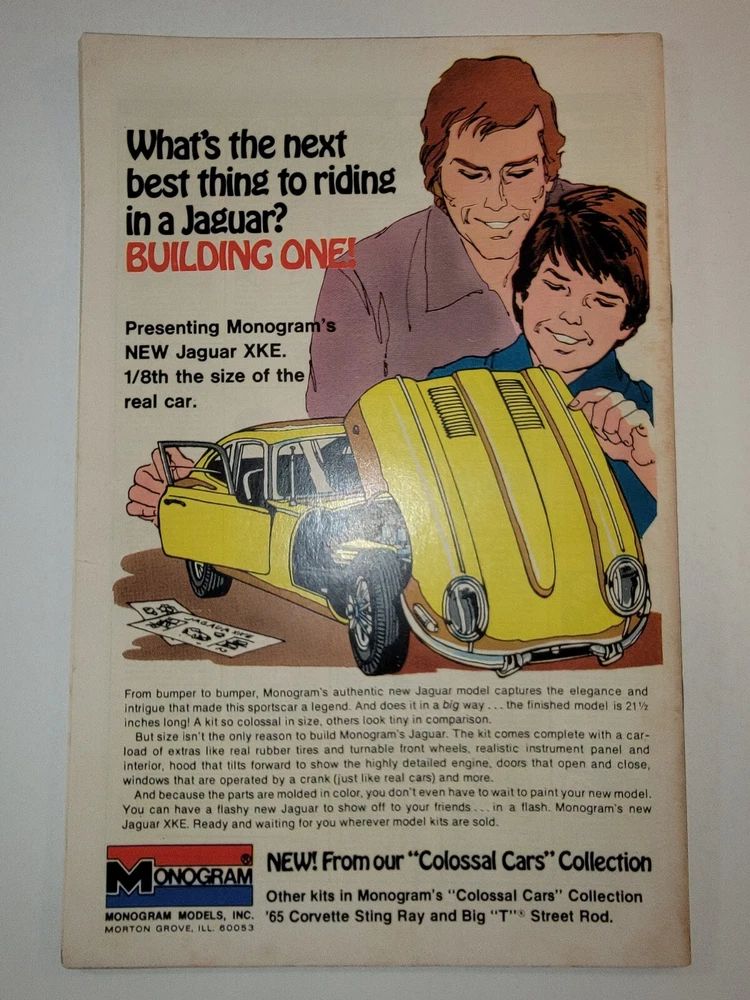 What's the next
best thing to riding
in a Jaguar?
BUILDING ONE!
Presenting Monogram's
NEW Jaguar XKE.
1/8th the size of the
real car.
JAGUAR XKE
From bumper to bumper, Monogram's authentic new Jaguar model captures the elegance and
intrigue that made this sportscar a legend. And does it in a big way . . . the finished model is 21½
inches long! A kit so colossal in size, others look tiny in comparison.
But size isn't the only reason to build Monogram's Jaguar. The kit comes complete with a car-
load of extras like real rubber tires and turnable front wheels, realistic instrument panel and
interior, hood that tilts forward to show the highly detailed engine, doors that open and close,
windows that are operated by a crank (just like real cars) and more.
And because the parts are molded in color, you don't even have to wait to paint your new model.
You can have a flashy new Jaguar to show off to your friends . . . in a flash. Monogram's new
Jaguar XKE. Ready and waiting for you wherever model kits are sold.
MONOGRAM®
MONOGRAM MODELS, INC.
MORTON GROVE, ILL. 60053
NEW! From our "Colossal Cars" Collection
Other kits in Monogram's "Colossal Cars" Collection
'65 Corvette Sting Ray and Big "T"® Street Rod.